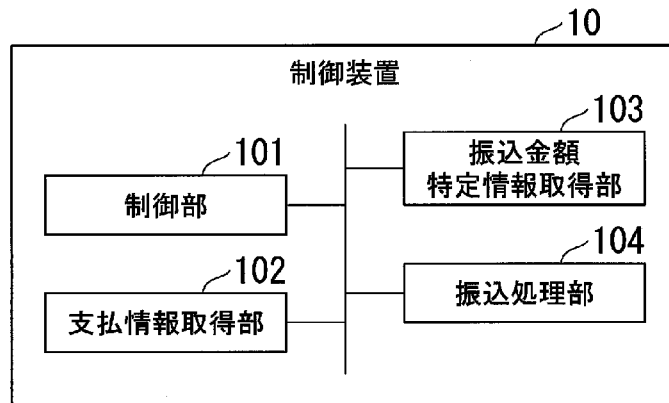 10
制御装置
101
制御部
102
支払情報取得部
103
振込金額
特定情報取得部
104
振込処理部